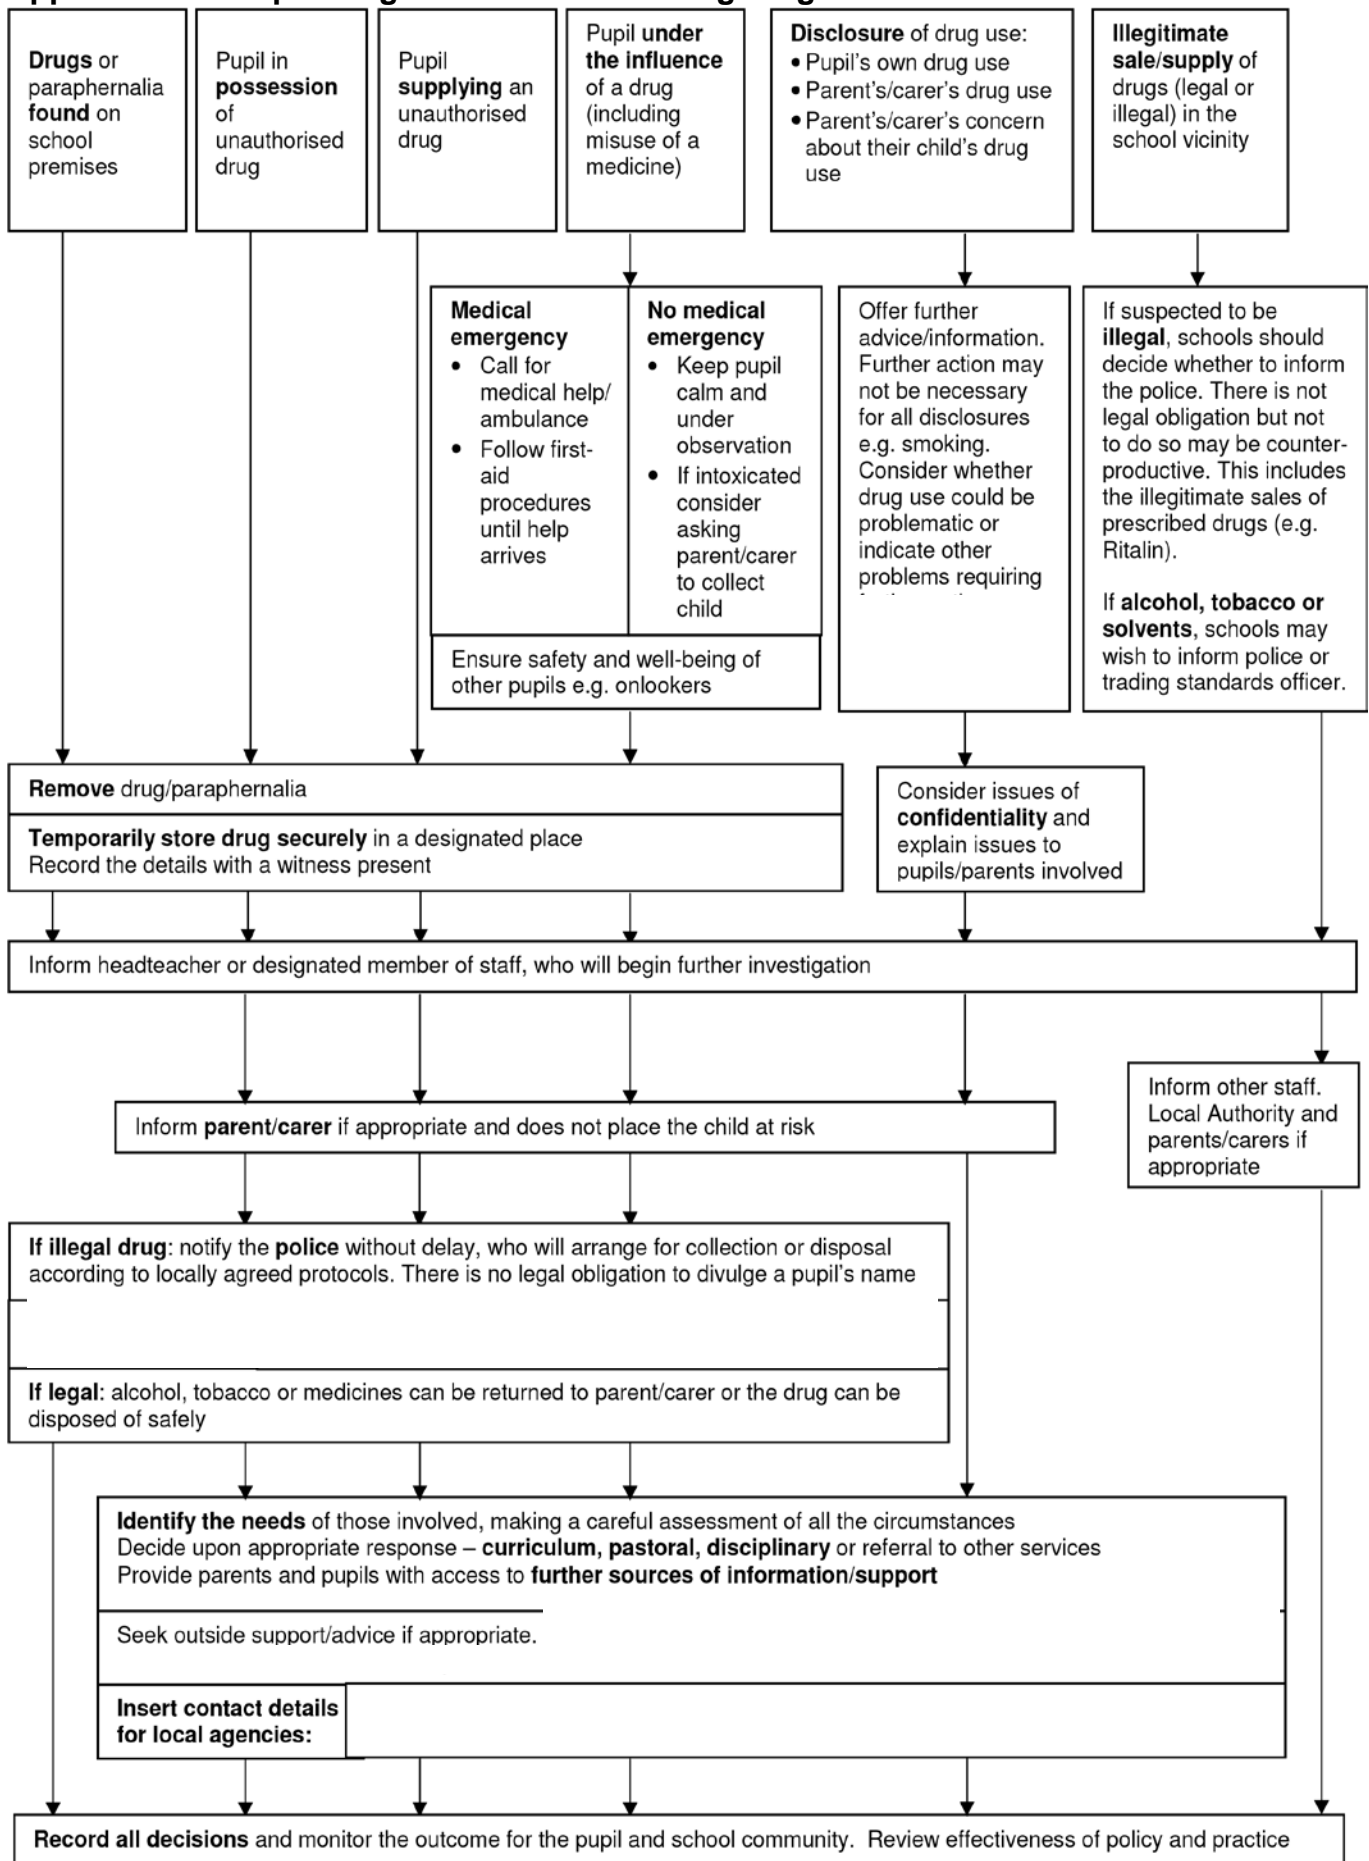 Drugs or
paraphernalia
found on
school
premises
Pupil in
possession
of
unauthorised
drug
Pupil
supplying an
unauthorised
drug
Pupil under
the influence
of a drug
(including
misuse of a
medicine)
Disclosure of drug use:
• Pupil's own drug use
• Parent's/carer's drug use
• Parent's/carer's concern
about their child's drug
use
Illegitimate
sale/supply of
drugs (legal or
illegal) in the
school vicinity
Medical
emergency
• Call for
medical help/
ambulance
• Follow first-
aid
procedures
until help
arrives
No medical
emergency
• Keep pupil
calm and
under
observation
• If intoxicated
consider
asking
parent/carer
to collect
child
Ensure safety and well-being of
other pupils e.g. onlookers
Offer further
advice/information.
Further action may
not be necessary
for all disclosures
e.g. smoking.
Consider whether
drug use could be
problematic or
indicate other
problems requiring
If suspected to be
illegal, schools should
decide whether to inform
the police. There is not
legal obligation but not
to do so may be counter-
productive. This includes
the illegitimate sales of
prescribed drugs (e.g.
Ritalin).
If alcohol, tobacco or
solvents, schools may
wish to inform police or
trading standards officer.
Remove drug/paraphernalia
Temporarily store drug securely in a designated place
Record the details with a witness present
Consider issues of
confidentiality and
explain issues to
pupils/parents involved
Inform headteacher or designated member of staff, who will begin further investigation
Inform parent/carer if appropriate and does not place the child at risk
Inform other staff.
Local Authority and
parents/carers if
appropriate
If illegal drug: notify the police without delay, who will arrange for collection or disposal
according to locally agreed protocols. There is no legal obligation to divulge a pupil's name
If legal: alcohol, tobacco or medicines can be returned to parent/carer or the drug can be
disposed of safely
Identify the needs of those involved, making a careful assessment of all the circumstances
Decide upon appropriate response – curriculum, pastoral, disciplinary or referral to other services
Provide parents and pupils with access to further sources of information/support
Seek outside support/advice if appropriate.
Insert contact details
for local agencies:
Record all decisions and monitor the outcome for the pupil and school community. Review effectiveness of policy and practice